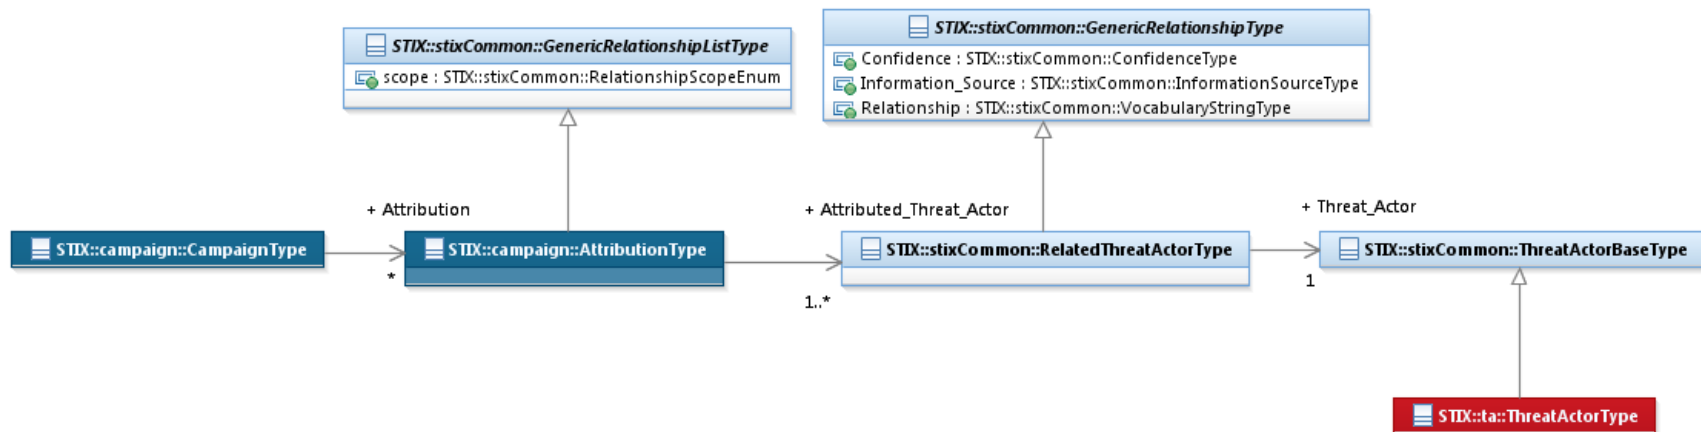 STIX::stixCommon::GenericRelationshipListType
scope : STIX::stixCommon::RelationshipScopeEnum
STIX::stixCommon::GenericRelationshipType
Confidence : STIX::stixCommon::ConfidenceType
Information_Source : STIX::stixCommon::InformationSourceType
Relationship : STIX::stixCommon::VocabularyStringType
+ Attribution
+ Attributed_Threat_Actor
+ Threat_Actor
STIX::campaign::CampaignType
STIX::campaign::AttributionType
STIX::stixCommon::RelatedThreatActorType
STIX::stixCommon::ThreatActorBaseType
*
1..*
1
STIX::ta::ThreatActorType